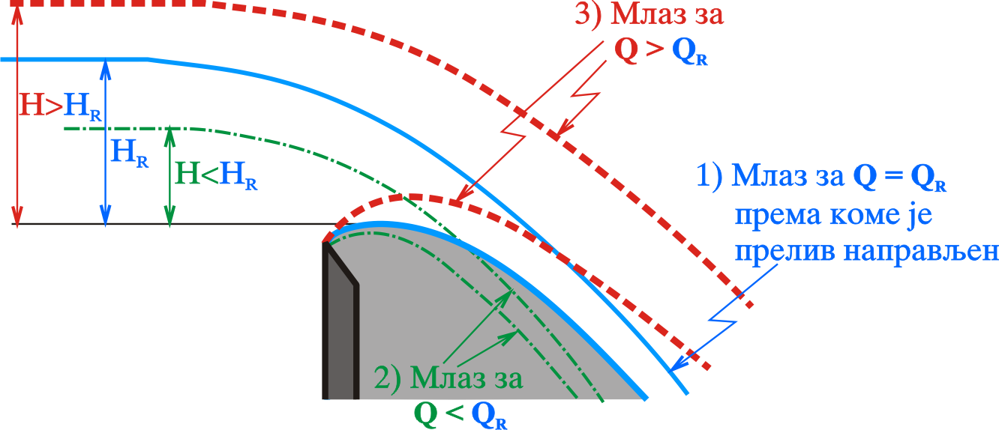 3) Млаз за
Q > QR
H>HR
HR
H<HR
1) Млаз за Q = QR
према коме је
прелив направљен
2) Млаз за
Q < QR